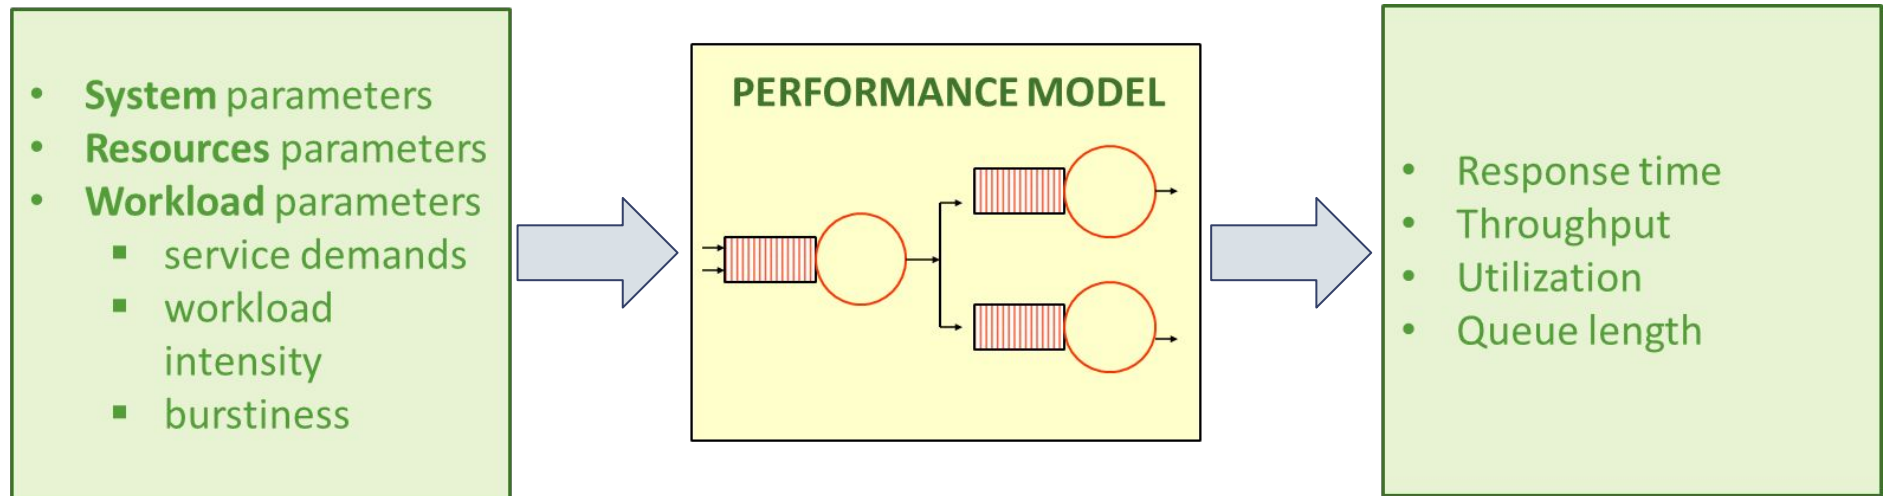 • System parameters
• Resources parameters
• Workload parameters
▪ service demands
▪ workload
intensity
▪ burstiness
PERFORMANCE MODEL
• Response time
• Throughput
• Utilization
• Queue length